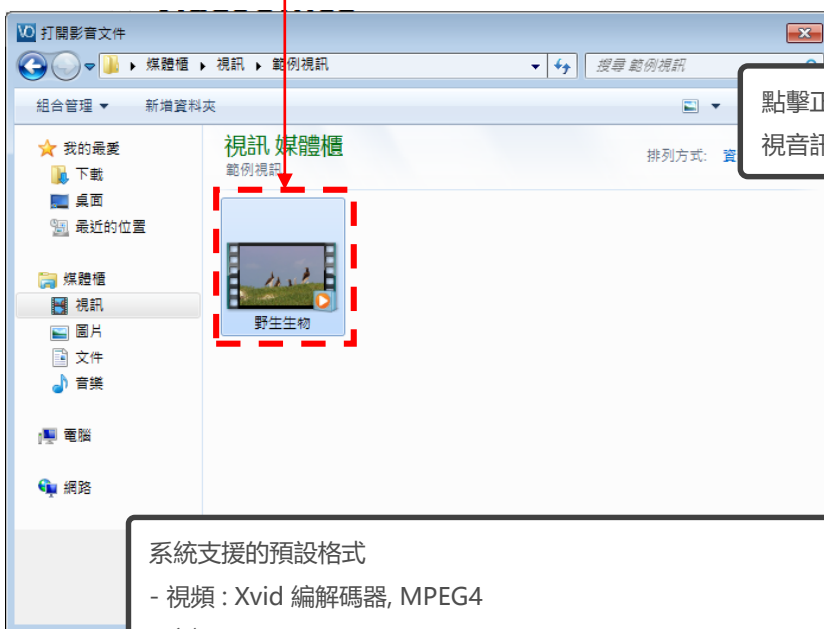 打開影音文件
媒體櫃 ▸ 視訊 ▸ 範例視訊
搜尋 範例視訊
組合管理
新增資料夾
點擊正
視音訊
我的最愛
下載
桌面
最近的位置
媒體櫃
視訊
圖片
文件
音樂
電腦
網路
視訊 媒體櫃
範例視訊
排列方式: 資
野生生物
系統支援的預設格式
- 視頻 : Xvid 編解碼器, MPEG4